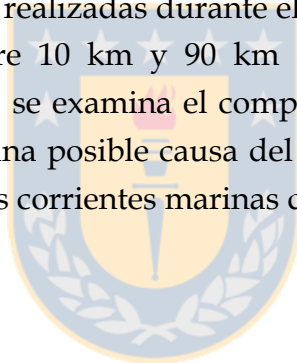 realizadas durante el
re 10 km y 90 km
se examina el comp
na posible causa del
s corrientes marinas c